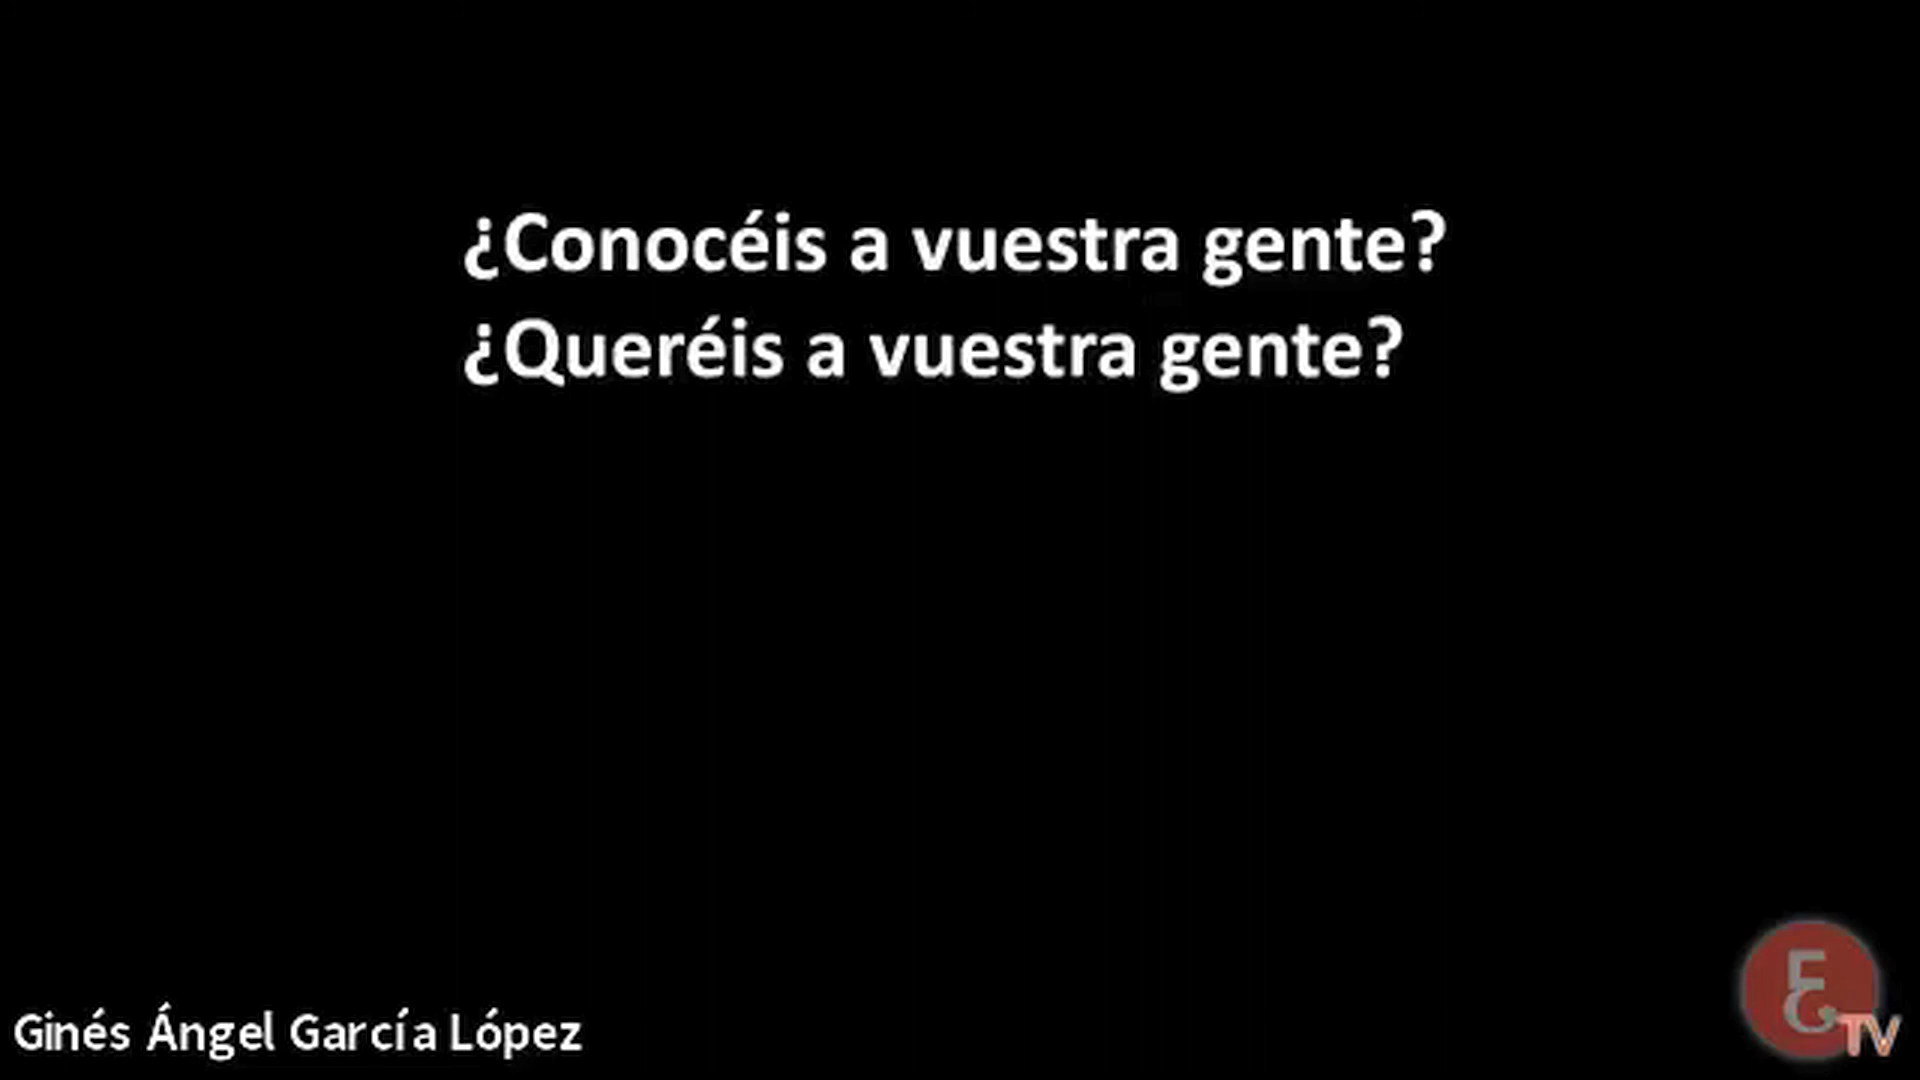 ¿Conocéis a vuestra gente?
¿Queréis a vuestra gente?
Ginés Ángel García López
EG
TV